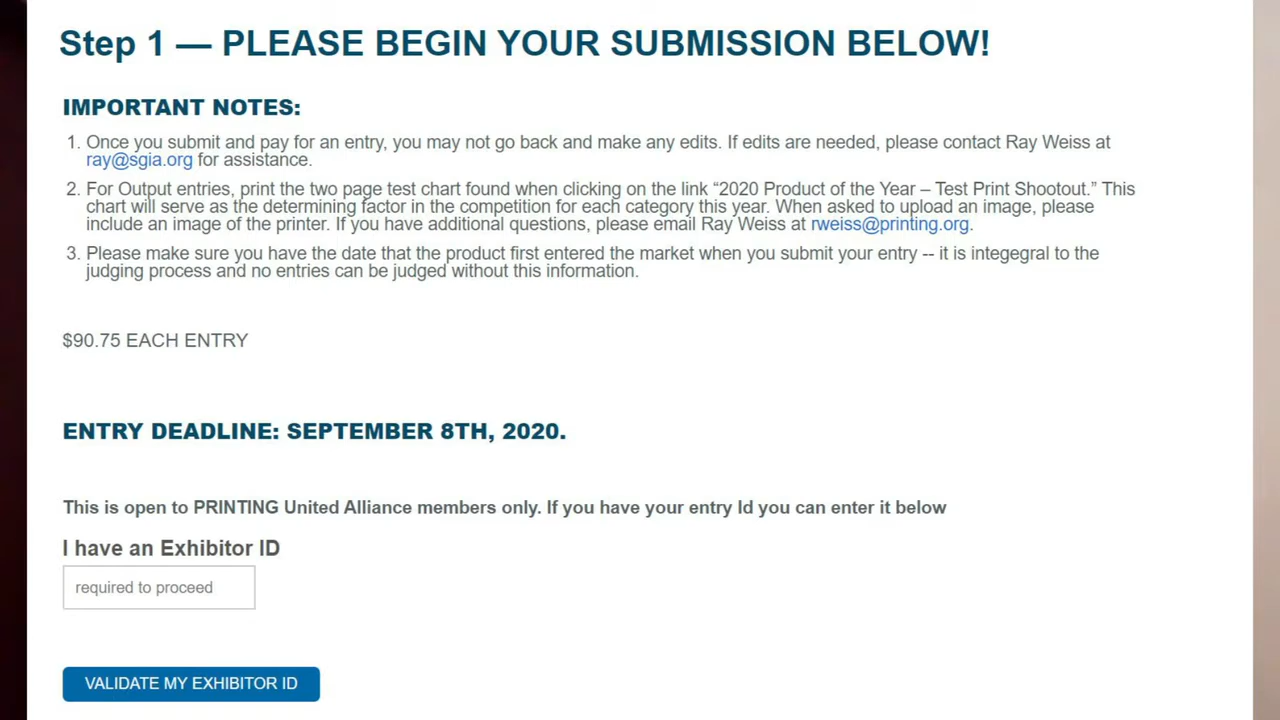 Step 1 — PLEASE BEGIN YOUR SUBMISSION BELOW!
IMPORTANT NOTES:
1. Once you submit and pay for an entry, you may not go back and make any edits. If edits are needed, please contact Ray Weiss at
ray@sgia.org for assistance.
2. For Output entries, print the two page test chart found when clicking on the link “2020 Product of the Year – Test Print Shootout.” This
chart will serve as the determining factor in the competition for each category this year. When asked to upload an image, please
include an image of the printer. If you have additional questions, please email Ray Weiss at rweiss@printing.org.
3. Please make sure you have the date that the product first entered the market when you submit your entry -- it is integegral to the
judging process and no entries can be judged without this information.
$90.75 EACH ENTRY
ENTRY DEADLINE: SEPTEMBER 8TH, 2020.
This is open to PRINTING United Alliance members only. If you have your entry Id you can enter it below
I have an Exhibitor ID
required to proceed
VALIDATE MY EXHIBITOR ID